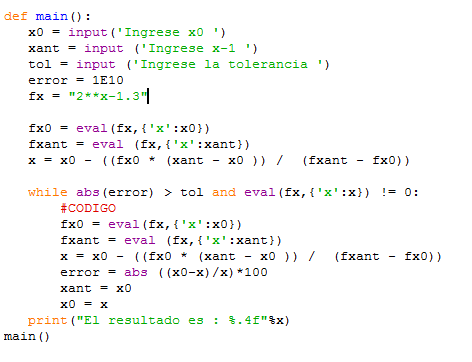 def main():
x0 = input('Ingrese x0 ')
xant = input ('Ingrese x-1 ')
tol = input ('Ingrese la tolerancia ')
error = 1E10
fx = "2**x-1.3"
fx0 = eval(fx,{'x':x0})
fxant = eval (fx,{'x':xant})
x = x0 - ((fx0 * (xant - x0 )) / (fxant - fx0))
while abs(error) > tol and eval(fx,{'x':x}) != 0:
#CODIGO
fx0 = eval(fx,{'x':x0})
fxant = eval (fx,{'x':xant})
x = x0 - ((fx0 * (xant - x0 )) / (fxant - fx0))
error = abs ((x0-x)/x)*100
xant = x0
x0 = x
print("El resultado es : %.4f"%x)
main()